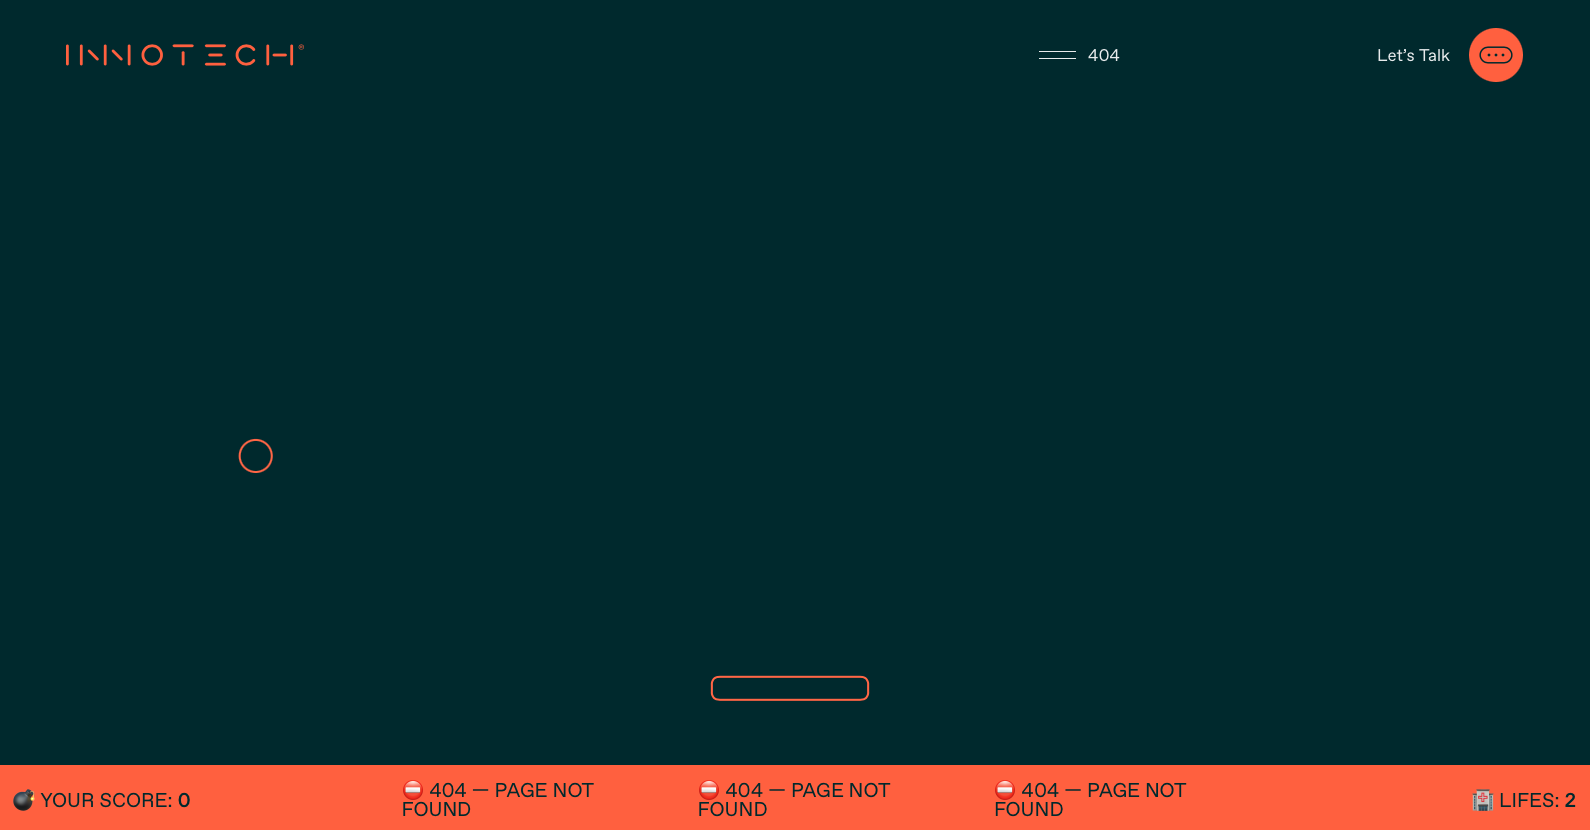 INNOTECH®
404
Let's Talk
YOUR SCORE: 0
404 — PAGE NOT
FOUND
404 — PAGE NOT
FOUND
404 — PAGE NOT
FOUND
LIFES: 2